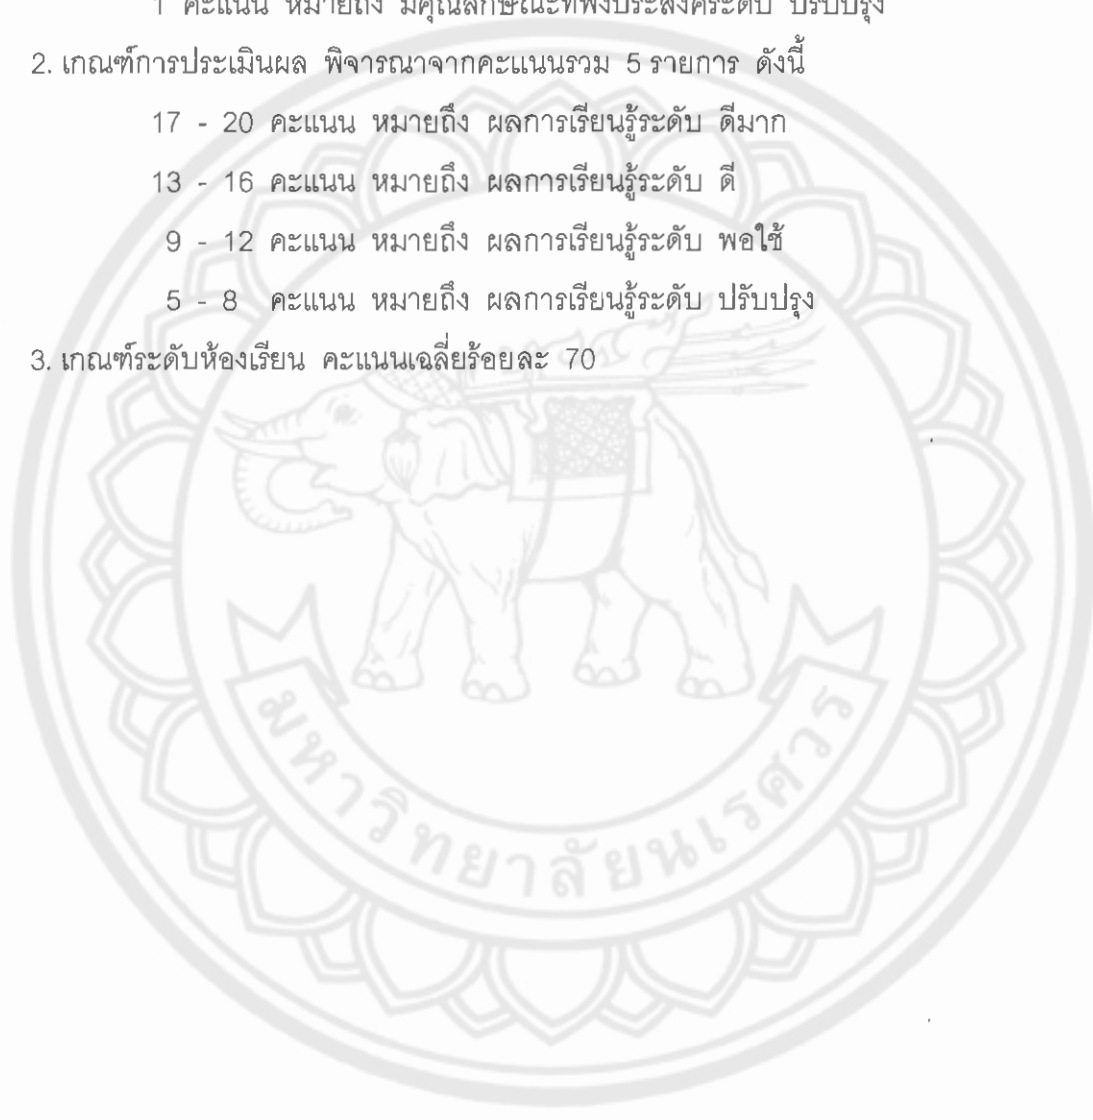 1 คะแนน หมายถึง มีคุณลักษณะที่พึงประสงค์ระดับ ปรับปรุง
2. เกณฑ์การประเมินผล พิจารณาจากคะแนนรวม 5 รายการ ดังนี้
17 - 20 คะแนน หมายถึง ผลการเรียนรู้ระดับ ดีมาก
13 - 16 คะแนน หมายถึง ผลการเรียนรู้ระดับ ดี
9 - 12 คะแนน หมายถึง ผลการเรียนรู้ระดับ พอใช้
5 - 8 คะแนน หมายถึง ผลการเรียนรู้ระดับ ปรับปรุง
3. เกณฑ์ระดับห้องเรียน คะแนนเฉลี่ยร้อยละ 70
มหาวิทยาลัยนเรศวร